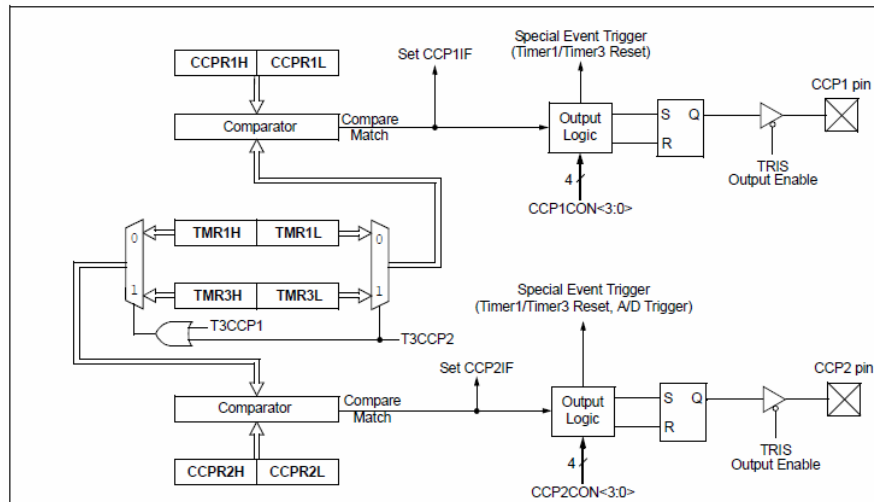 Special Event Trigger
(Timer1/Timer3 Reset)
CCPR1H CCPR1L
Set CCP1IF
CCP1 pin
Comparator
Compare
Match
Output
Logic
S Q
R
TRIS
Output Enable
4
CCP1CON<3:0>
0 TMR1H TMR1L 0
1 TMR3H TMR3L 1
Special Event Trigger
(Timer1/Timer3 Reset, A/D Trigger)
T3CCP1
T3CCP2
Set CCP2IF
CCP2 pin
Comparator
Compare
Match
Output
Logic
S Q
R
TRIS
Output Enable
4
CCPR2H CCPR2L
CCP2CON<3:0>